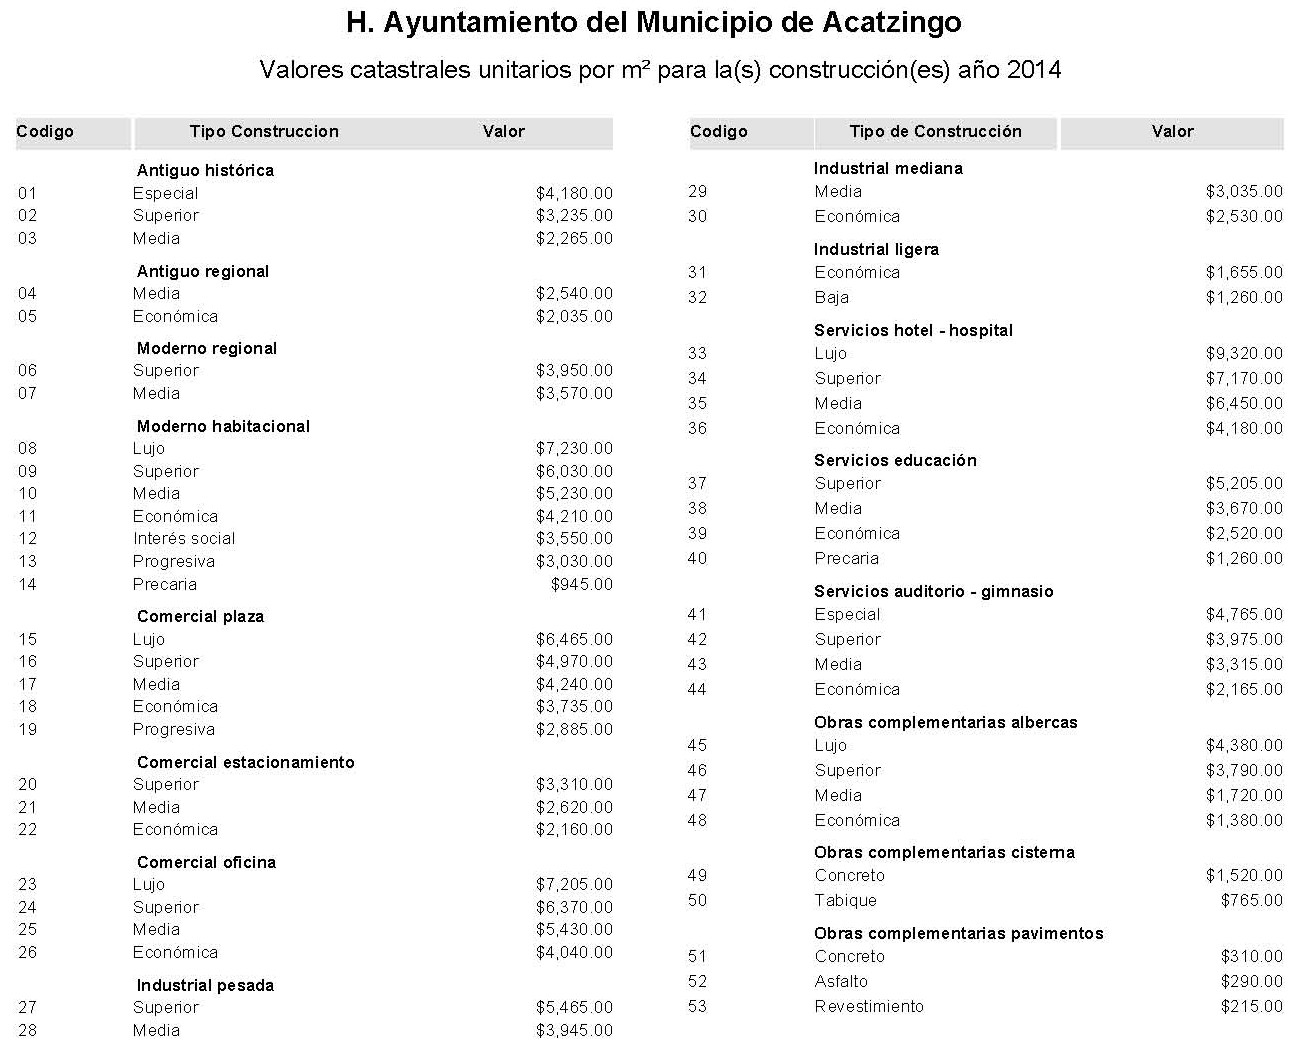 H. Ayuntamiento del Municipio de Acatzingo
Valores catastrales unitarios por m² para la(s) construcción(es) año 2014
Codigo Tipo Construccion Valor
Antiguo histórica
01 Especial $4,180.00
02 Superior $3,235.00
03 Media $2,265.00
Antiguo regional
04 Media $2,540.00
05 Económica $2,035.00
Moderno regional
06 Superior $3,950.00
07 Media $3,570.00
Moderno habitacional
08 Lujo $7,230.00
09 Superior $6,030.00
10 Media $5,230.00
11 Económica $4,210.00
12 Interés social $3,550.00
13 Progresiva $3,030.00
14 Precaria $945.00
Comercial plaza
15 Lujo $6,465.00
16 Superior $4,970.00
17 Media $4,240.00
18 Económica $3,735.00
19 Progresiva $2,885.00
Comercial estacionamiento
20 Superior $3,310.00
21 Media $2,620.00
22 Económica $2,160.00
Comercial oficina
23 Lujo $7,205.00
24 Superior $6,370.00
25 Media $5,430.00
26 Económica $4,040.00
Industrial pesada
27 Superior $5,465.00
28 Media $3,945.00
Codigo Tipo de Construcción Valor
Industrial mediana
29 Media $3,035.00
30 Económica $2,530.00
Industrial ligera
31 Económica $1,655.00
32 Baja $1,260.00
Servicios hotel - hospital
33 Lujo $9,320.00
34 Superior $7,170.00
35 Media $6,450.00
36 Económica $4,180.00
Servicios educación
37 Superior $5,205.00
38 Media $3,670.00
39 Económica $2,520.00
40 Precaria $1,260.00
Servicios auditorio - gimnasio
41 Especial $4,765.00
42 Superior $3,975.00
43 Media $3,315.00
44 Económica $2,165.00
Obras complementarias albercas
45 Lujo $4,380.00
46 Superior $3,790.00
47 Media $1,720.00
48 Económica $1,380.00
Obras complementarias cisterna
49 Concreto $1,520.00
50 Tabique $765.00
Obras complementarias pavimentos
51 Concreto $310.00
52 Asfalto $290.00
53 Revestimiento $215.00